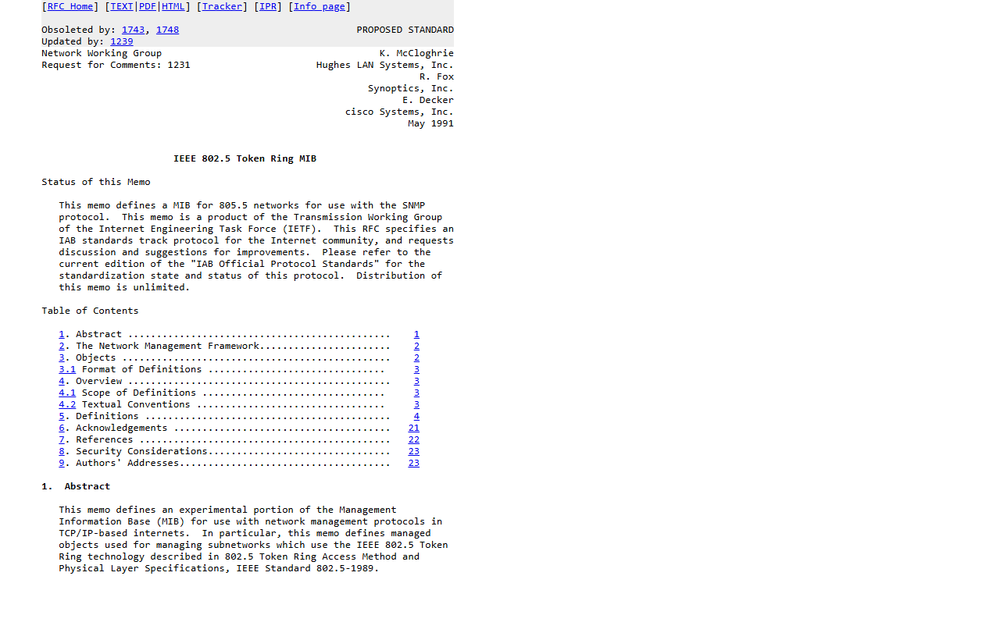 [RFC Home] [TEXT|PDF|HTML] [Tracker] [IPR] [Info page]
Obsoleted by: 1743, 1748 PROPOSED STANDARD
Updated by: 1239
Network Working Group K. McCloghrie
Request for Comments: 1231 Hughes LAN Systems, Inc.
R. Fox
Synoptics, Inc.
E. Decker
cisco Systems, Inc.
May 1991
IEEE 802.5 Token Ring MIB
Status of this Memo
This memo defines a MIB for 805.5 networks for use with the SNMP
protocol.  This memo is a product of the Transmission Working Group
of the Internet Engineering Task Force (IETF).  This RFC specifies an
IAB standards track protocol for the Internet community, and requests
discussion and suggestions for improvements.  Please refer to the
current edition of the "IAB Official Protocol Standards" for the
standardization state and status of this protocol.  Distribution of
this memo is unlimited.
Table of Contents
1. Abstract .............................................. 1
2. The Network Management Framework....................... 2
3. Objects ............................................... 2
3.1 Format of Definitions ............................... 3
4. Overview .............................................. 3
4.1 Scope of Definitions ................................ 3
4.2 Textual Conventions ................................. 3
5. Definitions ........................................... 4
6. Acknowledgements ...................................... 21
7. References ............................................ 22
8. Security Considerations................................ 23
9. Authors' Addresses..................................... 23
1.  Abstract
This memo defines an experimental portion of the Management
Information Base (MIB) for use with network management protocols in
TCP/IP-based internets.  In particular, this memo defines managed
objects used for managing subnetworks which use the IEEE 802.5 Token
Ring technology described in 802.5 Token Ring Access Method and
Physical Layer Specifications, IEEE Standard 802.5-1989.